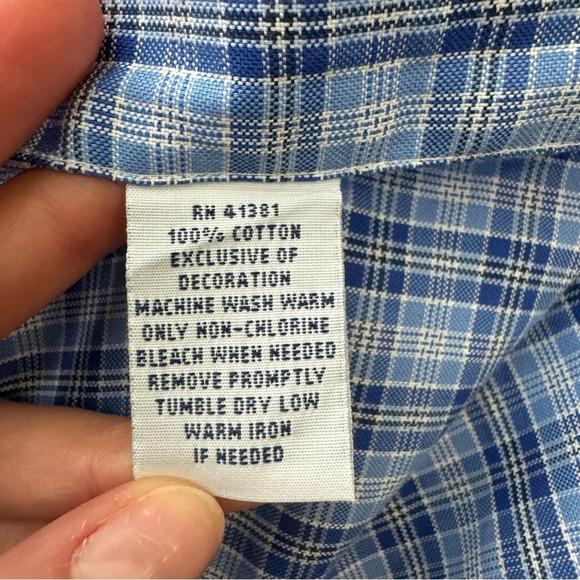 RN 41381
100% COTTON
EXCLUSIVE OF
DECORATION
MACHINE WASH WARM
ONLY NON-CHLORINE
BLEACH WHEN NEEDED
REMOVE PROMPTLY
TUMBLE DRY LOW
WARM IRON
IF NEEDED